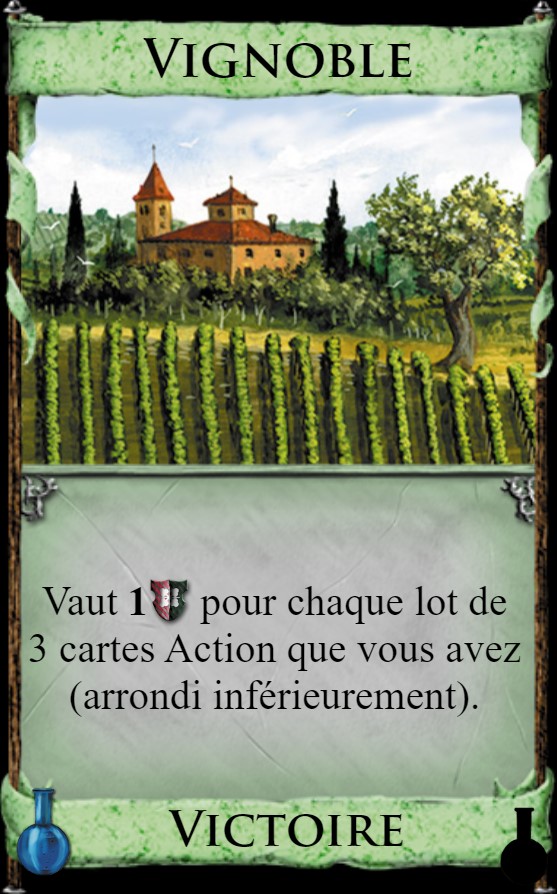 Vignoble
Vaut 1 pour chaque lot de
3 cartes Action que vous avez
(arrondi inférieurement).
Victoire